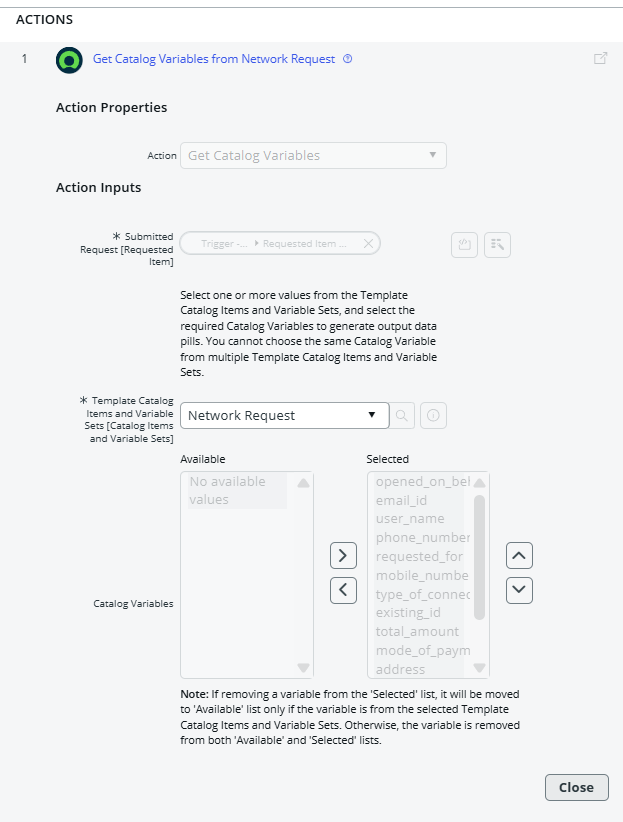 ACTIONS
1
Get Catalog Variables from Network Request
Action Properties
Action
Get Catalog Variables
Action Inputs
* Submitted
Request [Requested
Item]
Trigger -... ▸ Requested Item ...
Select one or more values from the Template
Catalog Items and Variable Sets, and select the
required Catalog Variables to generate output data
pills. You cannot choose the same Catalog Variable
from multiple Template Catalog Items and Variable
Sets.
* Template Catalog
Items and Variable
Sets [Catalog Items
and Variable Sets]
Network Request
Available
Selected
No available
values
opened_on_bel
email_id
user_name
phone_number
requested_for
mobile_numbe
type_of_connec
existing_id
total_amount
mode_of_paym
address
Catalog Variables
Note: If removing a variable from the 'Selected' list, it will be moved
to 'Available' list only if the variable is from the selected Template
Catalog Items and Variable Sets. Otherwise, the variable is removed
from both 'Available' and 'Selected' lists.
Close